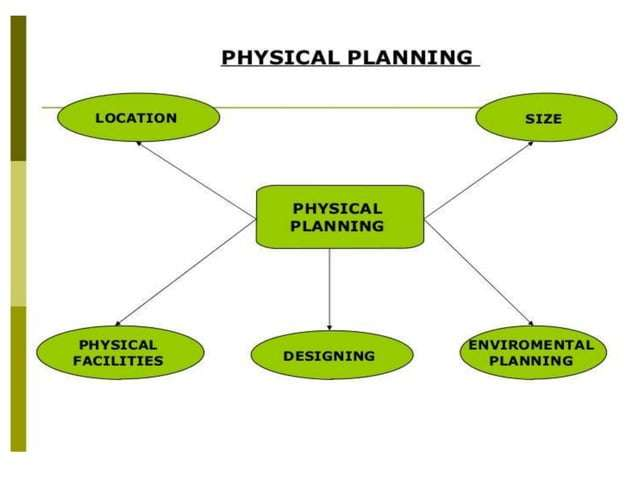 PHYSICAL PLANNING
LOCATION
SIZE
PHYSICAL
PLANNING
PHYSICAL
FACILITIES
DESIGNING
ENVIROMENTAL
PLANNING